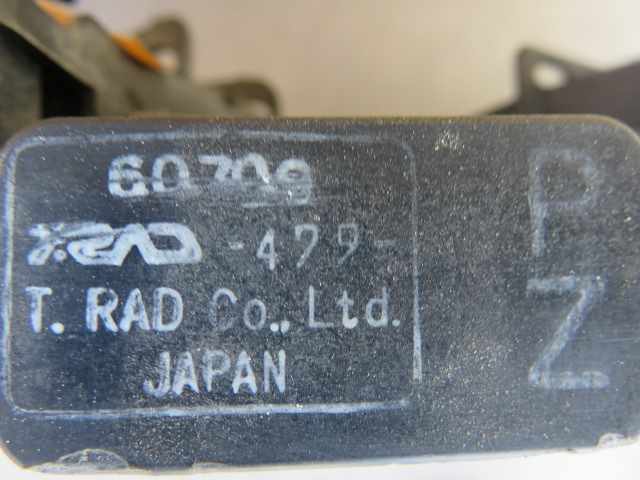 60709
T.RAD -479-
T. RAD Co., Ltd.
JAPAN
P
Z